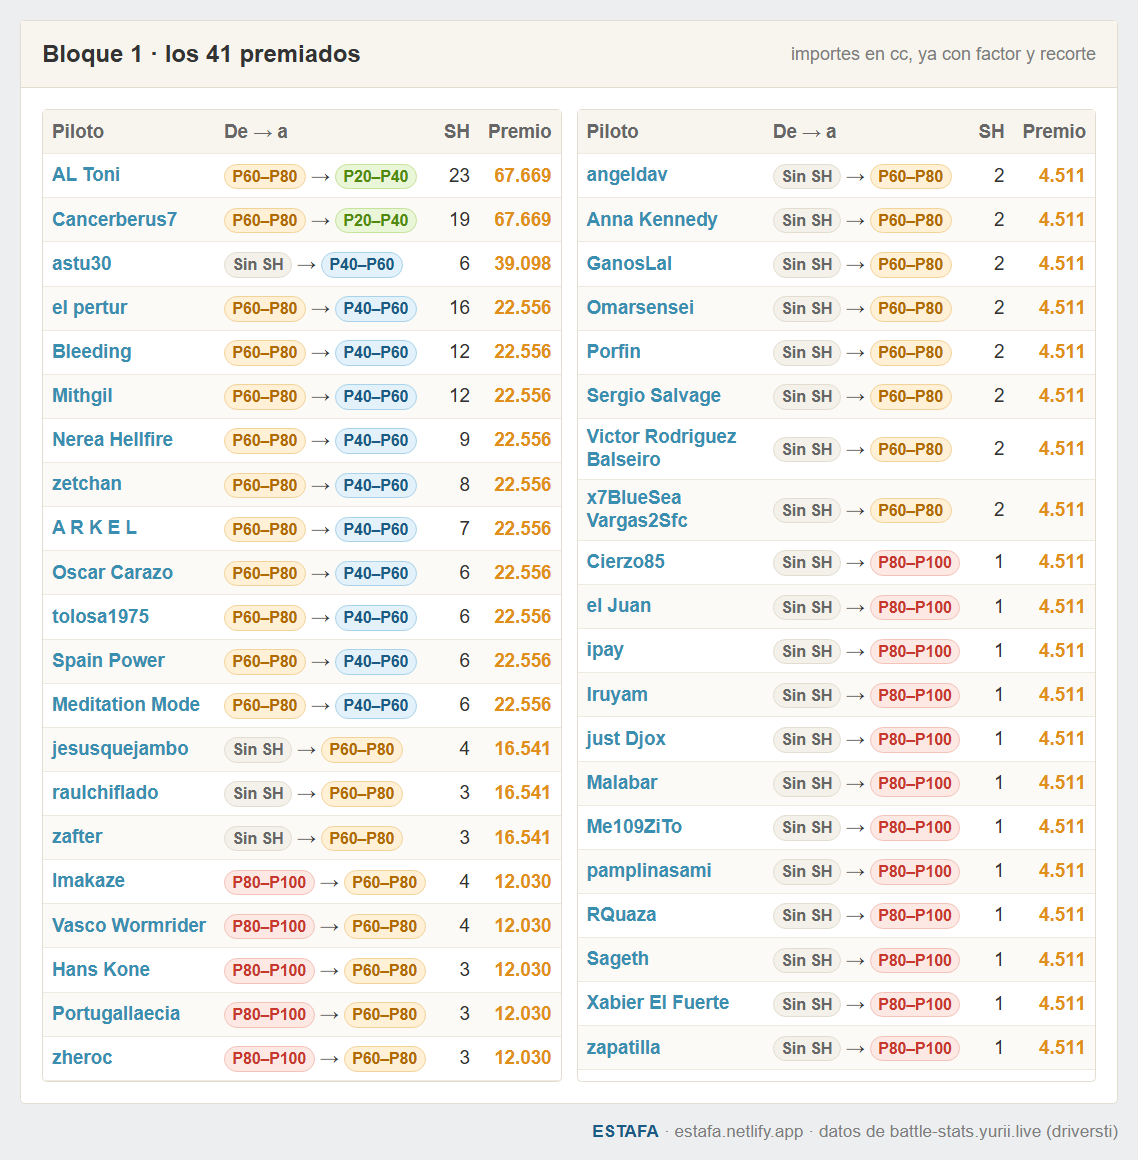 Bloque 1 · los 41 premiados
importes en cc, ya con factor y recorte
Piloto De → a SH Premio
AL Toni P60–P80 → P20–P40 23 67.669
Cancerberus7 P60–P80 → P20–P40 19 67.669
astu30 Sin SH → P40–P60 6 39.098
el pertur P60–P80 → P40–P60 16 22.556
Bleeding P60–P80 → P40–P60 12 22.556
Mithgil P60–P80 → P40–P60 12 22.556
Nerea Hellfire P60–P80 → P40–P60 9 22.556
zetchan P60–P80 → P40–P60 8 22.556
A R K E L P60–P80 → P40–P60 7 22.556
Oscar Carazo P60–P80 → P40–P60 6 22.556
tolosa1975 P60–P80 → P40–P60 6 22.556
Spain Power P60–P80 → P40–P60 6 22.556
Meditation Mode P60–P80 → P40–P60 6 22.556
jesusquejambo Sin SH → P60–P80 4 16.541
raulchiflado Sin SH → P60–P80 3 16.541
zafter Sin SH → P60–P80 3 16.541
Imakaze P80–P100 → P60–P80 4 12.030
Vasco Wormrider P80–P100 → P60–P80 4 12.030
Hans Kone P80–P100 → P60–P80 3 12.030
Portugallaecia P80–P100 → P60–P80 3 12.030
zheroc P80–P100 → P60–P80 3 12.030
Piloto De → a SH Premio
angeldav Sin SH → P60–P80 2 4.511
Anna Kennedy Sin SH → P60–P80 2 4.511
GanosLal Sin SH → P60–P80 2 4.511
Omarsensei Sin SH → P60–P80 2 4.511
Porfin Sin SH → P60–P80 2 4.511
Sergio Salvage Sin SH → P60–P80 2 4.511
Victor Rodriguez
Balseiro Sin SH → P60–P80 2 4.511
x7BlueSea
Vargas2Sfc Sin SH → P60–P80 2 4.511
Cierzo85 Sin SH → P80–P100 1 4.511
el Juan Sin SH → P80–P100 1 4.511
ipay Sin SH → P80–P100 1 4.511
Iruyam Sin SH → P80–P100 1 4.511
just Djox Sin SH → P80–P100 1 4.511
Malabar Sin SH → P80–P100 1 4.511
Me109ZiTo Sin SH → P80–P100 1 4.511
pamplinasami Sin SH → P80–P100 1 4.511
RQuaza Sin SH → P80–P100 1 4.511
Sageth Sin SH → P80–P100 1 4.511
Xabier El Fuerte Sin SH → P80–P100 1 4.511
zapatilla Sin SH → P80–P100 1 4.511
ESTAFA · estafa.netlify.app · datos de battle-stats.yurii.live (driversti)